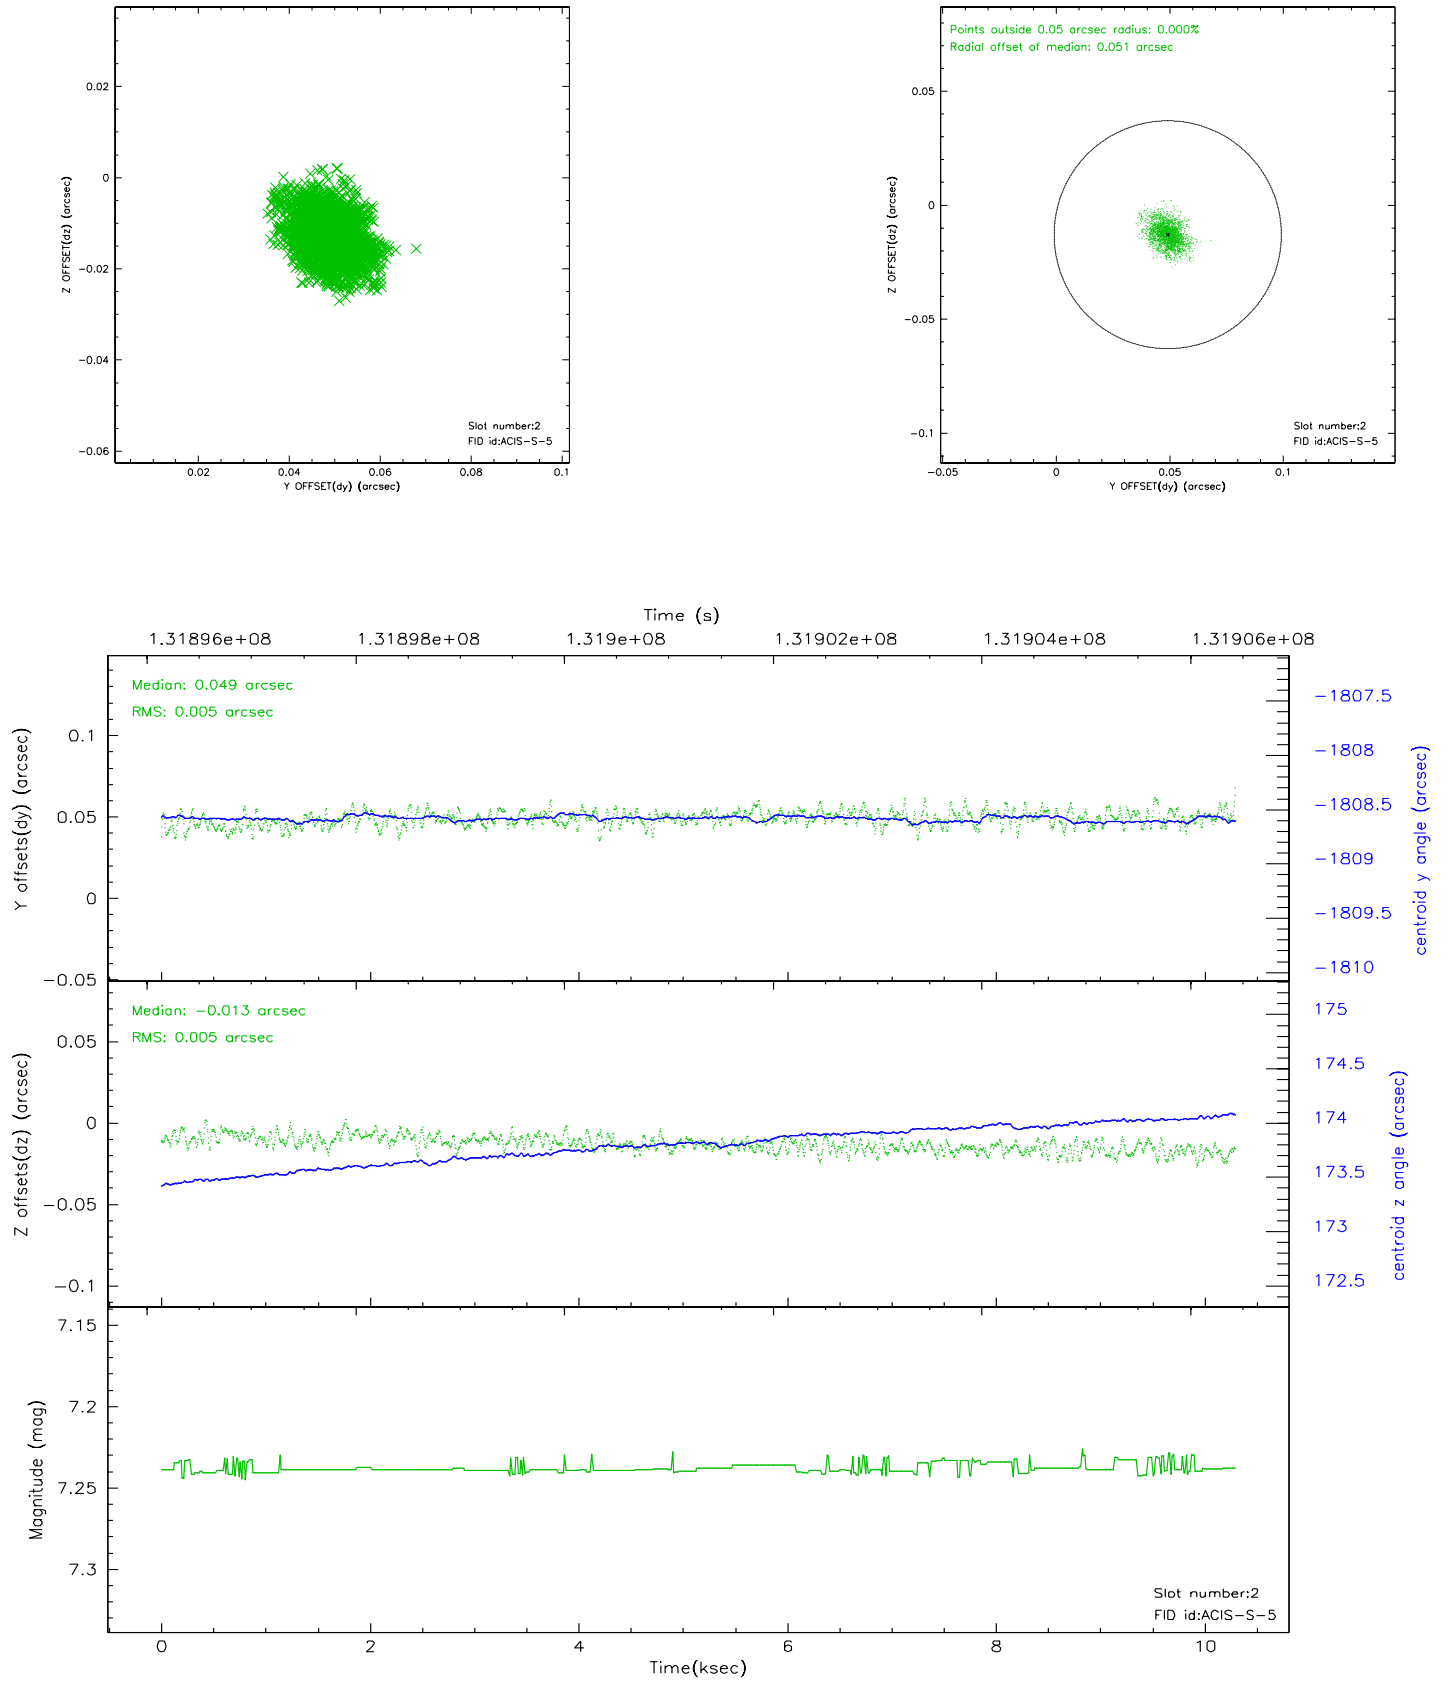 0.02
0
-0.02
-0.04
-0.06
Z OFFSET(dz) (arcsec)
Slot number:2
FID id:ACIS-S-5
0.02 0.04 0.06 0.08 0.1
Y OFFSET(dy) (arcsec)
Points outside 0.05 arcsec radius: 0.000%
Radial offset of median: 0.051 arcsec
0.05
0
-0.05
-0.1
Z OFFSET(dz) (arcsec)
Slot number:2
FID id:ACIS-S-5
-0.05 0 0.05 0.1
Y OFFSET(dy) (arcsec)
Time (s)
1.31896e+08 1.31898e+08 1.319e+08 1.31902e+08 1.31904e+08 1.31906e+08
Median: 0.049 arcsec
RMS: 0.005 arcsec
0.1
0.05
0
-0.05
Y offsets(dy) (arcsec)
-1807.5
-1808
-1808.5
-1809
-1809.5
-1810
centroid y angle (arcsec)
Median: -0.013 arcsec
RMS: 0.005 arcsec
0.05
0
-0.05
-0.1
Z offsets(dz) (arcsec)
175
174.5
174
173.5
173
172.5
centroid z angle (arcsec)
7.15
7.2
7.25
7.3
Magnitude (mag)
Slot number:2
FID id:ACIS-S-5
0 2 4 6 8 10
Time(ksec)